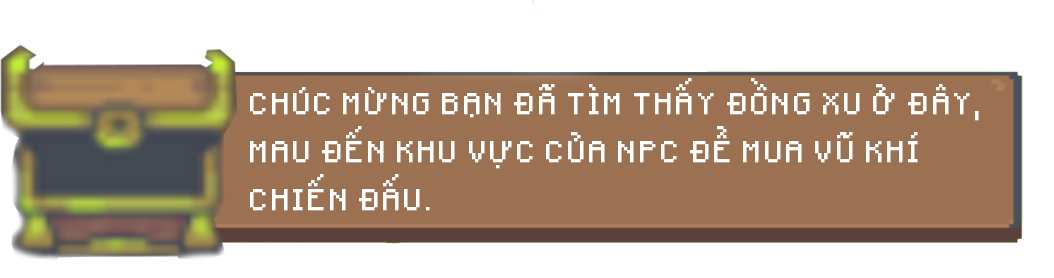 CHÚC MỪNG BẠN ĐÃ TÌM THẤY ĐỒNG XU Ở ĐÂY,
MAU ĐẾN KHU VỰC CỦA NPC ĐỂ MUA VŨ KHÍ
CHIẾN ĐẤU.